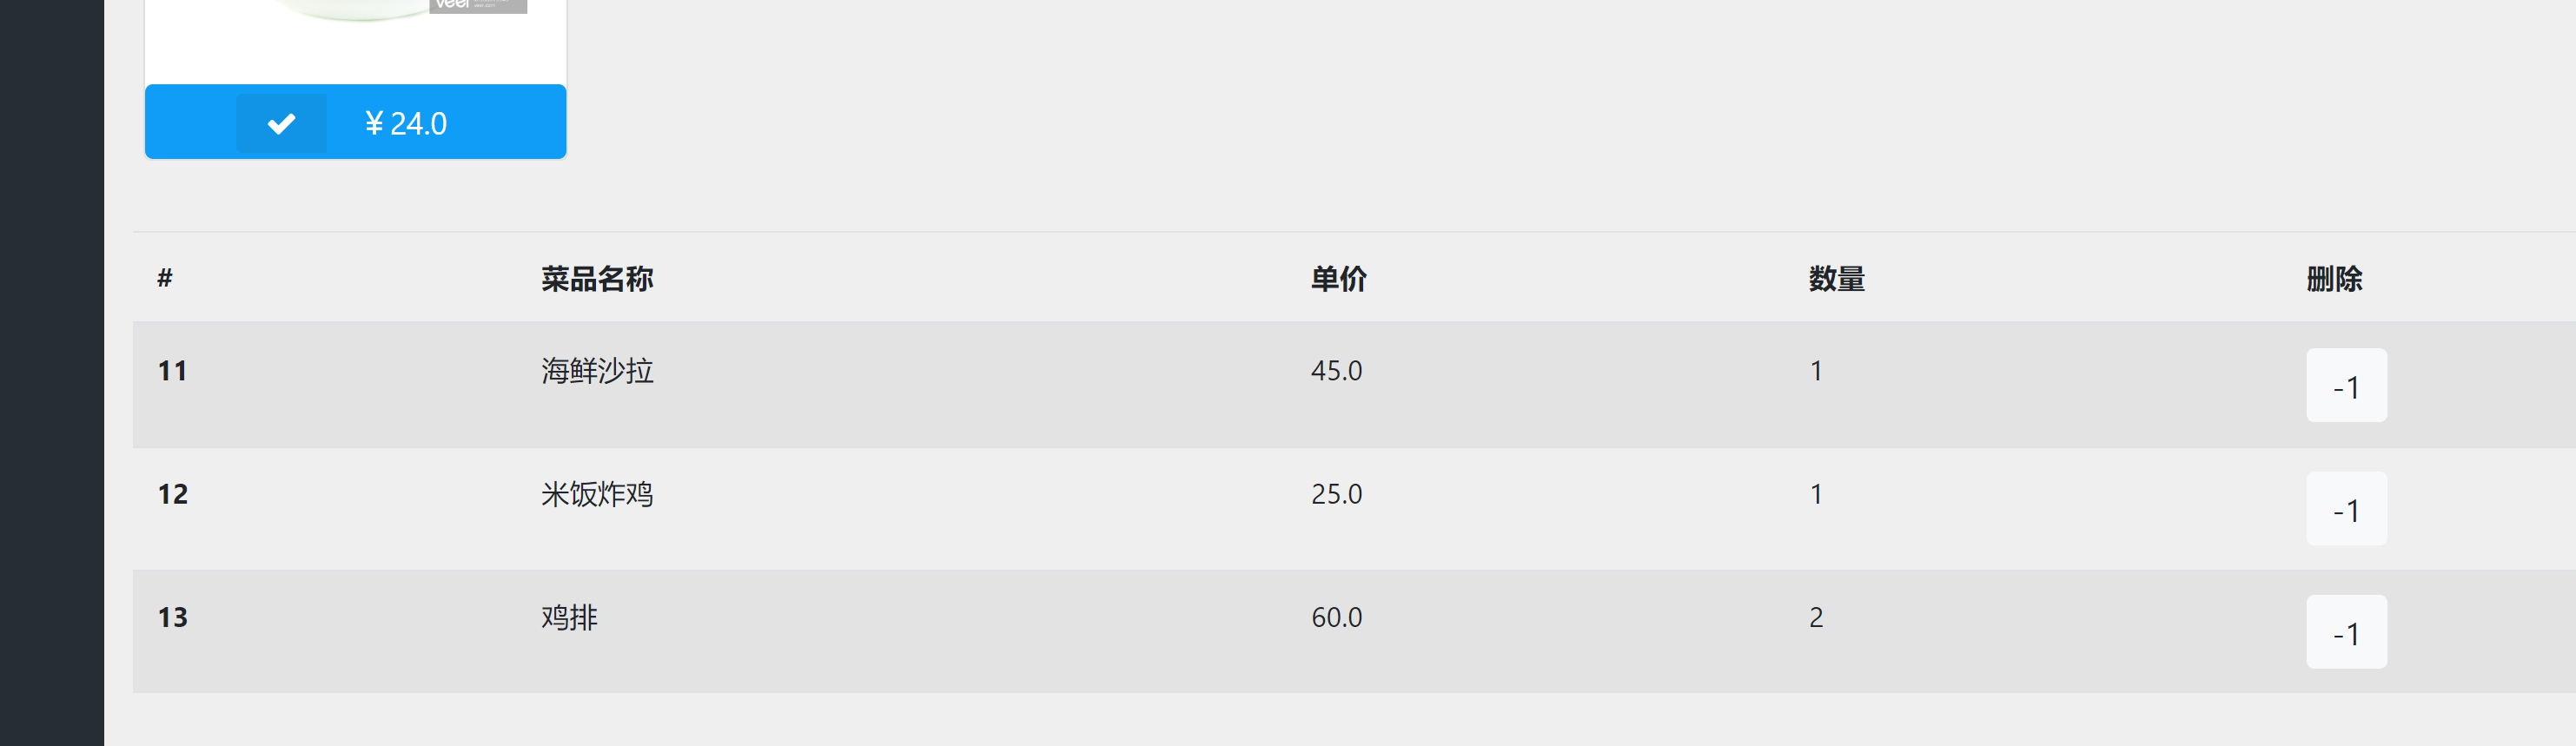 veer
¥ 24.0
# 菜品名称 单价 数量 删除
11 海鲜沙拉 45.0 1 -1
12 米饭炸鸡 25.0 1 -1
13 鸡排 60.0 2 -1